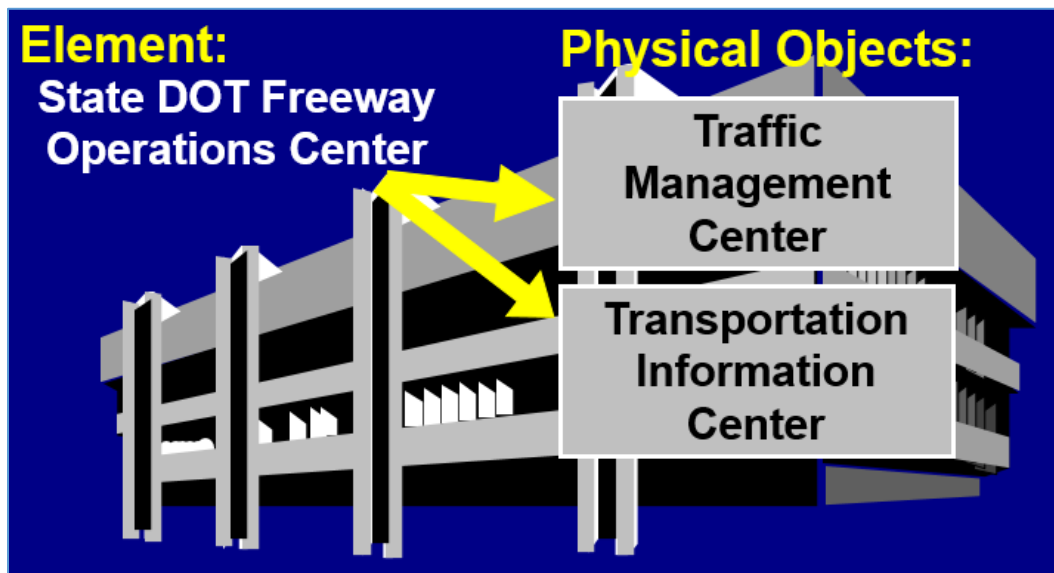 Element:
State DOT Freeway
Operations Center
Physical Objects:
Traffic
Management
Center
Transportation
Information
Center